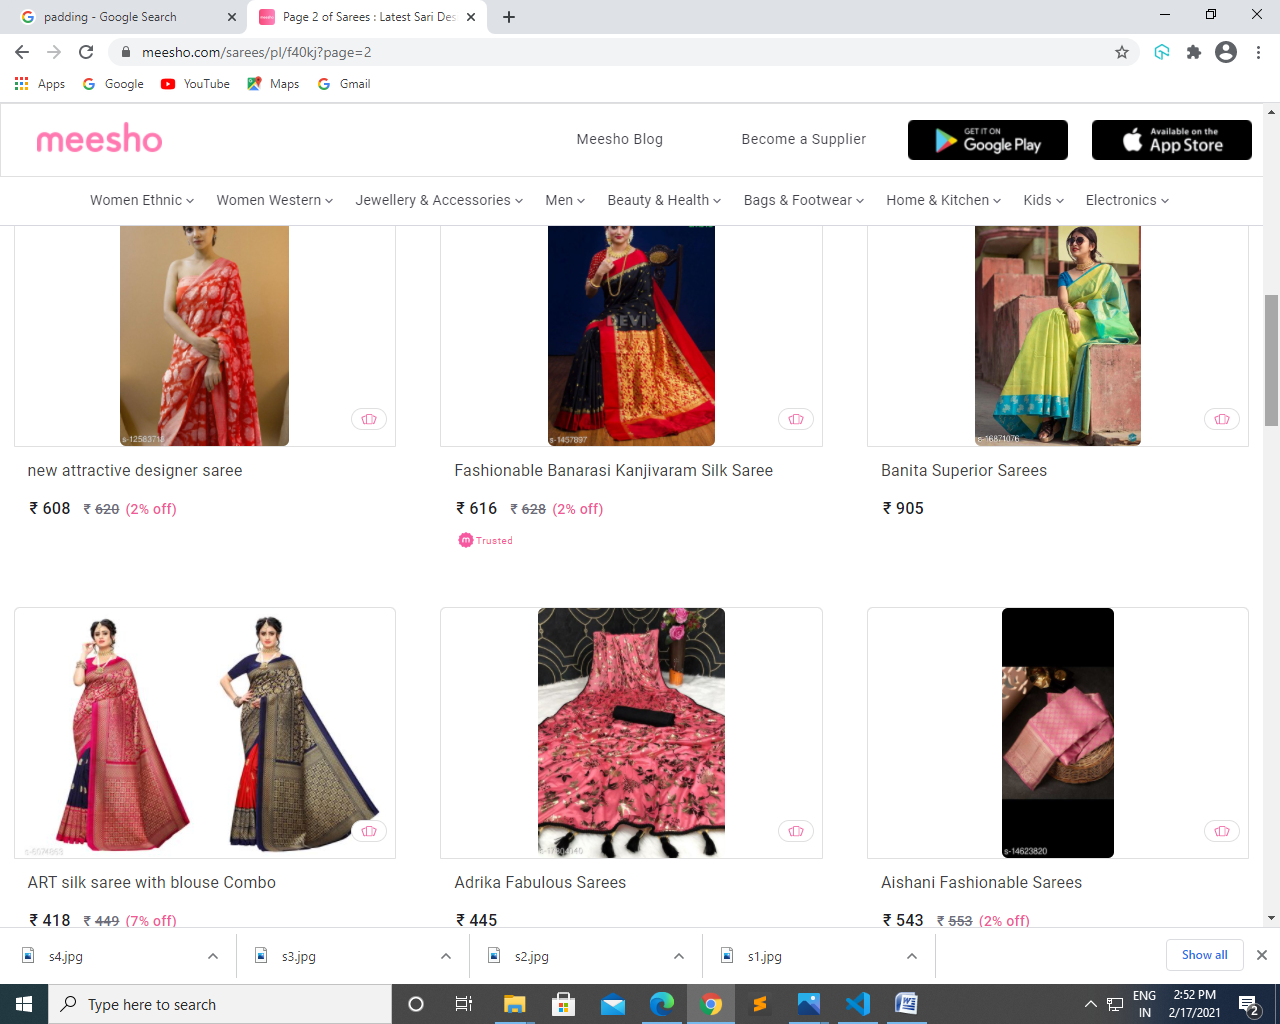 padding - Google Search
Page 2 of Sarees : Latest Sari Des
meesho.com/sarees/pl/f40kj?page=2
Apps Google YouTube Maps Gmail
meesho
Meesho Blog Become a Supplier
GET IT ON
Google Play
Available on the
App Store
Women Ethnic Women Western Jewellery & Accessories Men Beauty & Health Bags & Footwear Home & Kitchen Kids Electronics
DEVI
s-1457897
s-16871076
new attractive designer saree
₹ 608 ₹ 620 (2% off)
Fashionable Banarasi Kanjivaram Silk Saree
₹ 616 ₹ 628 (2% off)
m Trusted
Banita Superior Sarees
₹ 905
s-14623820
ART silk saree with blouse Combo
₹ 418 ₹ 449 (7% off)
Adrika Fabulous Sarees
₹ 445
Aishani Fashionable Sarees
₹ 543 ₹ 553 (2% off)
s4.jpg s3.jpg s2.jpg s1.jpg Show all
Type here to search
ENG
IN
2:52 PM
2/17/2021
2